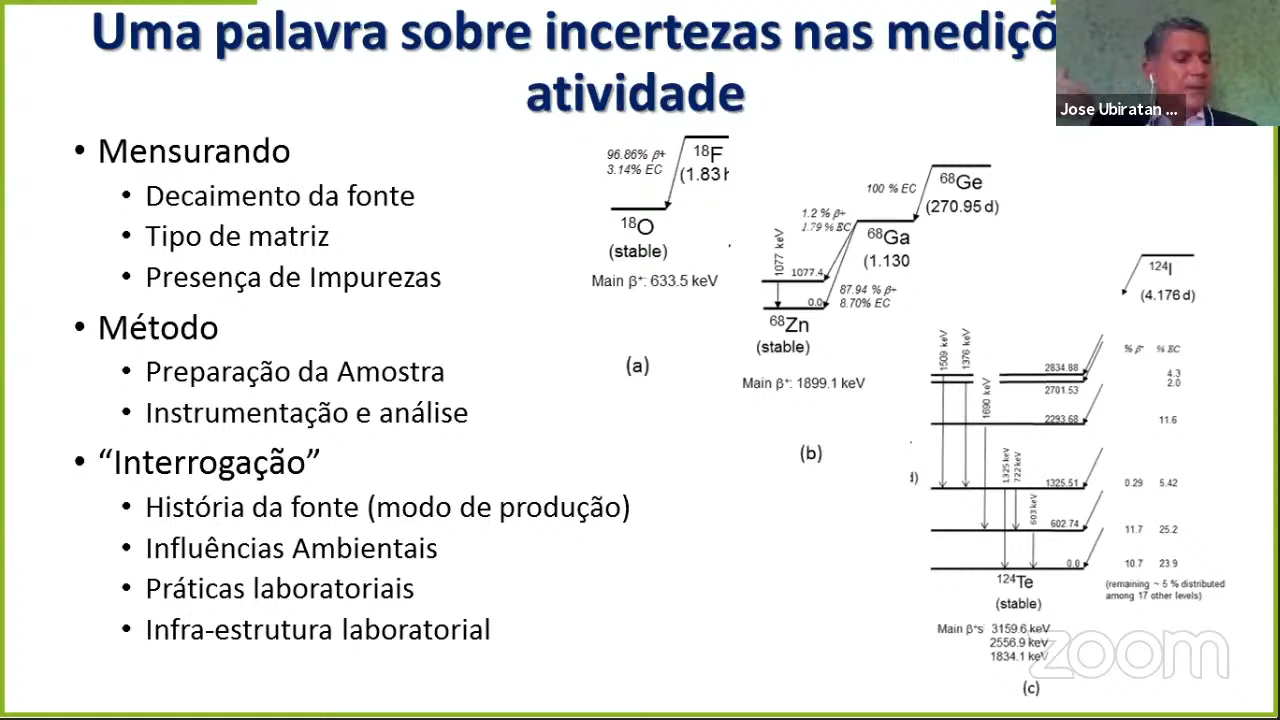 Uma palavra sobre incertezas nas mediçõ
atividade
Jose Ubiratan ...
• Mensurando
• Decaimento da fonte
• Tipo de matriz
• Presença de Impurezas
• Método
• Preparação da Amostra
• Instrumentação e análise
• “Interrogação”
• História da fonte (modo de produção)
• Influências Ambientais
• Práticas laboratoriais
• Infra-estrutura laboratorial
96.86% β+
3.14% EC
18F
(1.83 h
18O
(stable)
Main β+: 633.5 keV
(a)
68Ge
(270.95 d)
100 % EC
1.2 % β+
1.79 % EC
68Ga
(1.130
1077 keV
1077.4
87.94 % β+
8.70% EC
0.0
68Zn
(stable)
Main β+: 1899.1 keV
(b)
124I
(4.176 d)
% EC
1509 keV
1376 keV
1690 keV
2834.88
4.3
2701.53
2.0
2293.68
11.6
1325 keV
722 keV
603 keV
d)
1325.51
0.29 5.42
602.74
11.7 25.2
0.0
10.7 23.9
124Te
(stable)
(remaining ~ 5 % distributed
among 17 other levels)
Main β+s 3159.6 keV
2556.9 keV
1834.1 keV
(c)
zoom